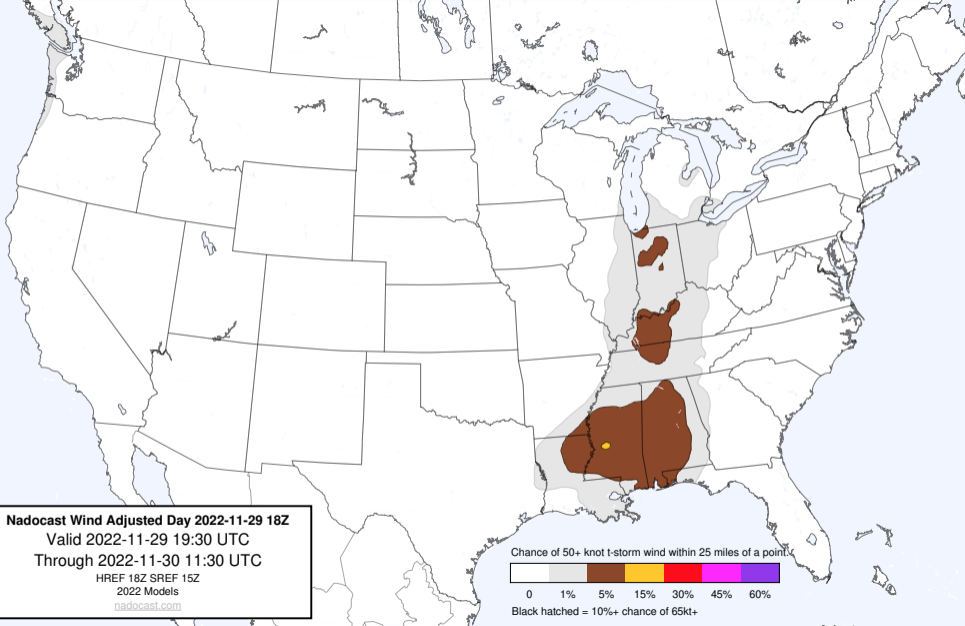 Nadocast Wind Adjusted Day 2022-11-29 18Z
Valid 2022-11-29 19:30 UTC
Through 2022-11-30 11:30 UTC
HREF 18Z SREF 15Z
2022 Models
nadocast.com
Chance of 50+ knot t-storm wind within 25 miles of a point.
0 1% 5% 15% 30% 45% 60%
Black hatched = 10%+ chance of 65kt+